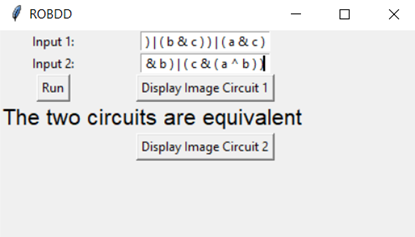 ROBDD
Input 1: ) | ( b & c ) ) | ( a & c )
Input 2: & b ) | ( c & ( a ^ b ) )
Run Display Image Circuit 1
The two circuits are equivalent
Display Image Circuit 2